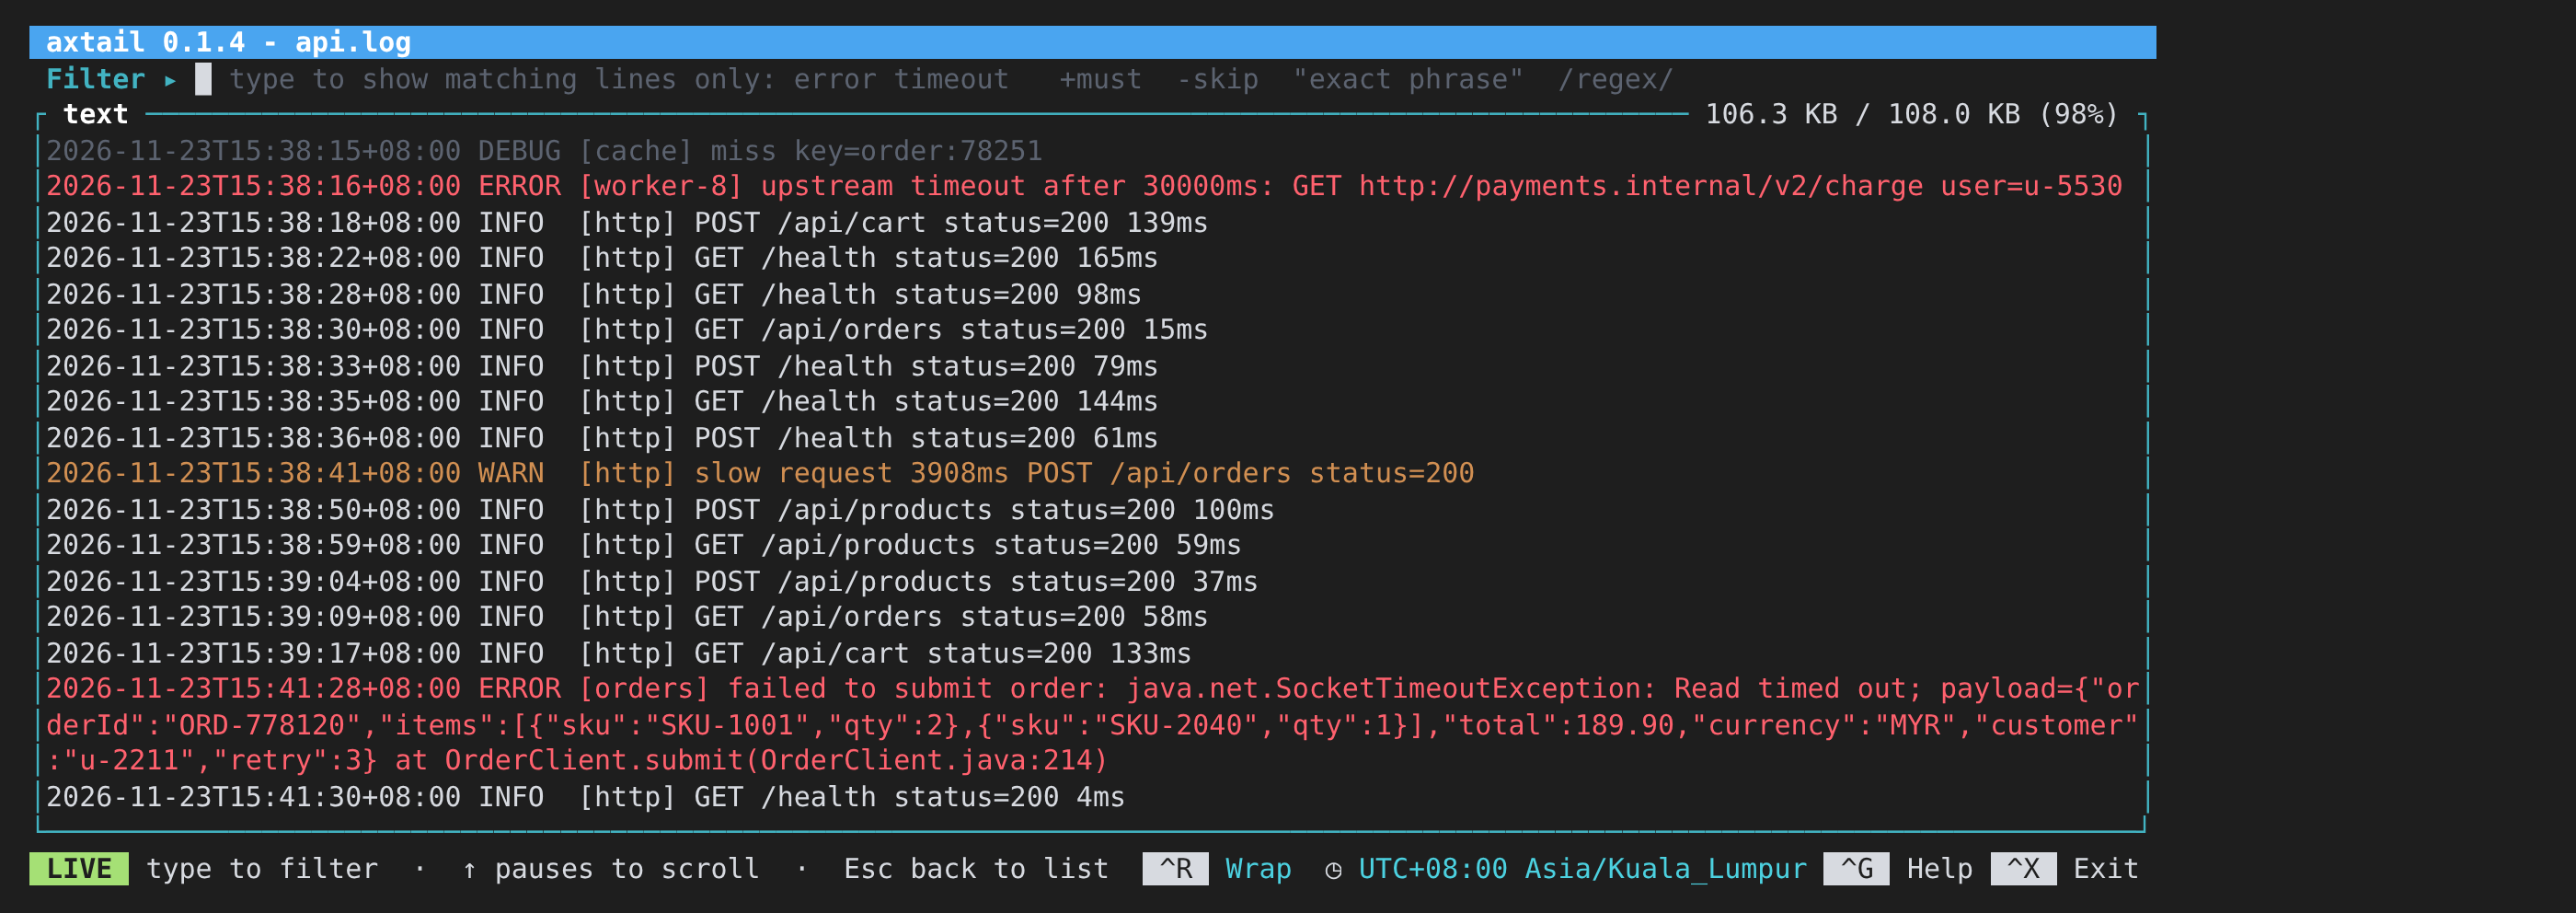 axtail 0.1.4 - api.log
Filter ▸ type to show matching lines only: error timeout   +must  -skip  "exact phrase"  /regex/
text 106.3 KB / 108.0 KB (98%)
2026-11-23T15:38:15+08:00 DEBUG [cache] miss key=order:78251
2026-11-23T15:38:16+08:00 ERROR [worker-8] upstream timeout after 30000ms: GET http://payments.internal/v2/charge user=u-5530
2026-11-23T15:38:18+08:00 INFO  [http] POST /api/cart status=200 139ms
2026-11-23T15:38:22+08:00 INFO  [http] GET /health status=200 165ms
2026-11-23T15:38:28+08:00 INFO  [http] GET /health status=200 98ms
2026-11-23T15:38:30+08:00 INFO  [http] GET /api/orders status=200 15ms
2026-11-23T15:38:33+08:00 INFO  [http] POST /health status=200 79ms
2026-11-23T15:38:35+08:00 INFO  [http] GET /health status=200 144ms
2026-11-23T15:38:36+08:00 INFO  [http] POST /health status=200 61ms
2026-11-23T15:38:41+08:00 WARN  [http] slow request 3908ms POST /api/orders status=200
2026-11-23T15:38:50+08:00 INFO  [http] POST /api/products status=200 100ms
2026-11-23T15:38:59+08:00 INFO  [http] GET /api/products status=200 59ms
2026-11-23T15:39:04+08:00 INFO  [http] POST /api/products status=200 37ms
2026-11-23T15:39:09+08:00 INFO  [http] GET /api/orders status=200 58ms
2026-11-23T15:39:17+08:00 INFO  [http] GET /api/cart status=200 133ms
2026-11-23T15:41:28+08:00 ERROR [orders] failed to submit order: java.net.SocketTimeoutException: Read timed out; payload={"or
derId":"ORD-778120","items":[{"sku":"SKU-1001","qty":2},{"sku":"SKU-2040","qty":1}],"total":189.90,"currency":"MYR","customer"
:"u-2211","retry":3} at OrderClient.submit(OrderClient.java:214)
2026-11-23T15:41:30+08:00 INFO  [http] GET /health status=200 4ms
LIVE type to filter  ·  ↑ pauses to scroll  ·  Esc back to list  ^R Wrap  ◷ UTC+08:00 Asia/Kuala_Lumpur ^G Help ^X Exit